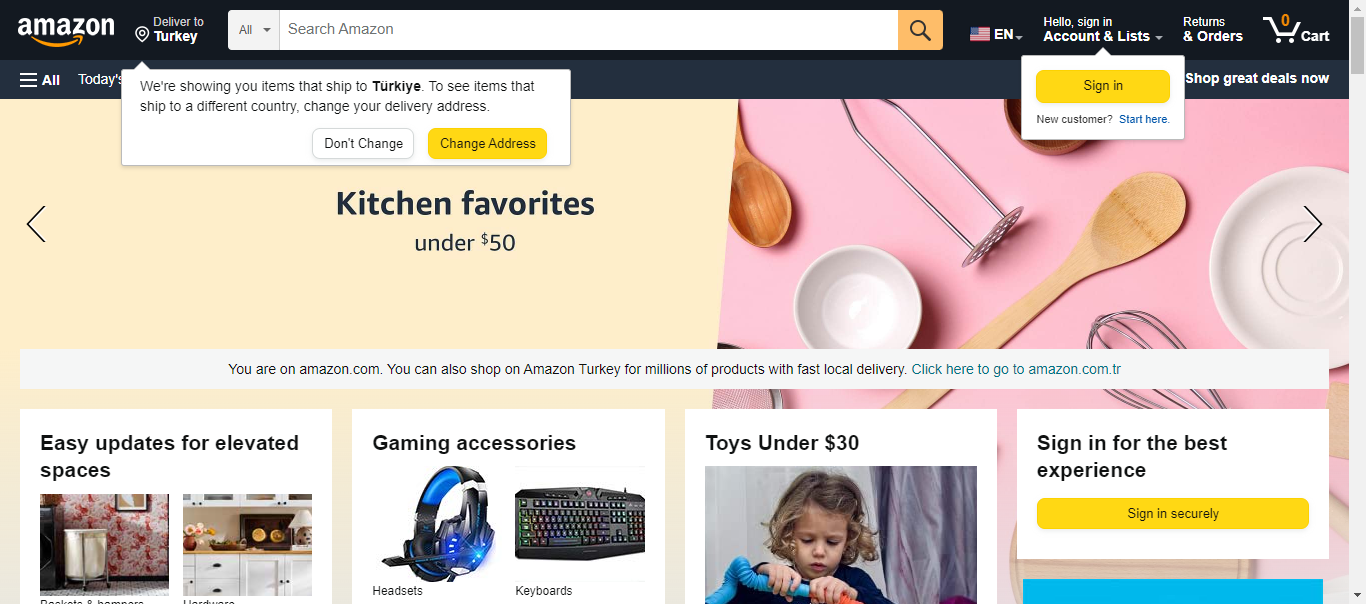 amazon
Deliver to
Turkey
All
Search Amazon
EN
Hello, sign in
Account & Lists
Returns
& Orders
0
Cart
All
Today's
Shop great deals now
We're showing you items that ship to Türkiye. To see items that
ship to a different country, change your delivery address.
Don't Change
Change Address
Sign in
New customer? Start here.
Kitchen favorites
under $50
You are on amazon.com. You can also shop on Amazon Turkey for millions of products with fast local delivery. Click here to go to amazon.com.tr
Easy updates for elevated
spaces
Baskets & hampers
Hardware
Gaming accessories
Headsets
Keyboards
Toys Under $30
Sign in for the best
experience
Sign in securely